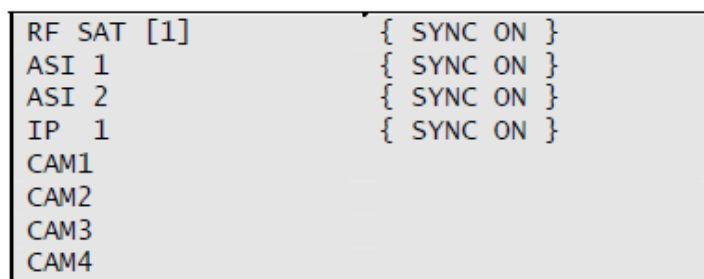 RF SAT [1] { SYNC ON }
ASI 1 { SYNC ON }
ASI 2 { SYNC ON }
IP 1 { SYNC ON }
CAM1
CAM2
CAM3
CAM4